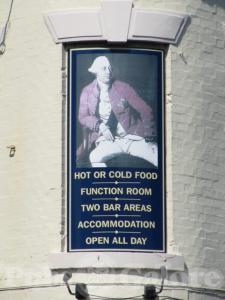 HOT OR COLD FOOD
FUNCTION ROOM
TWO BAR AREAS
ACCOMMODATION
OPEN ALL DAY